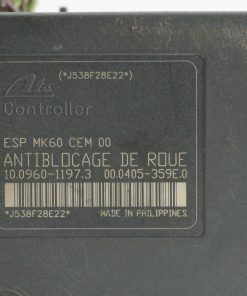 (*J538F28E22*)
Ate
Controller
ESP MK60 CEM 00
ANTIBLOCAGE DE ROUE
10.0960-1197.3 00.0405-359E.0
*J538F28E22*
MADE IN PHILIPPINES